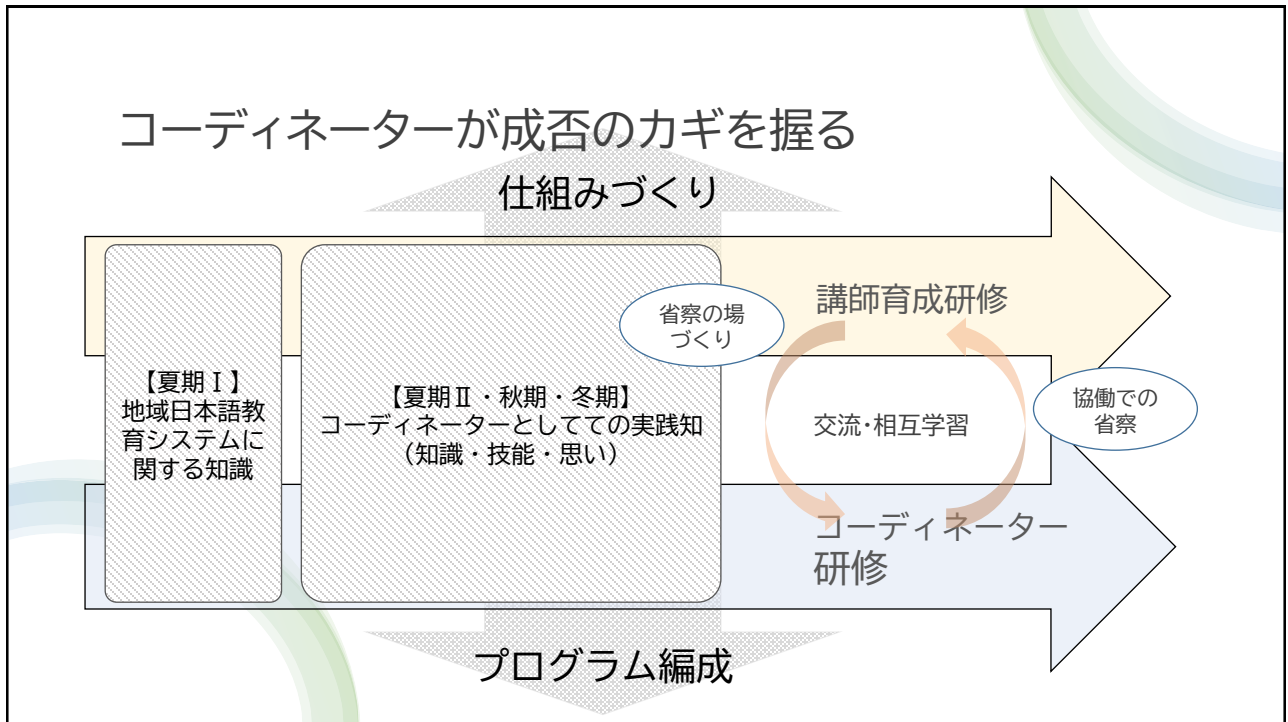 コーディネーターが成否のカギを握る
仕組みづくり
講師育成研修
省察の場
づくり
【夏期Ⅰ】
地域日本語教
育システムに
関する知識
【夏期Ⅱ・秋期・冬期】
コーディネーターとしてての実践知
（知識・技能・思い）
交流・相互学習
協働での
省察
コーディネーター
研修
プログラム編成